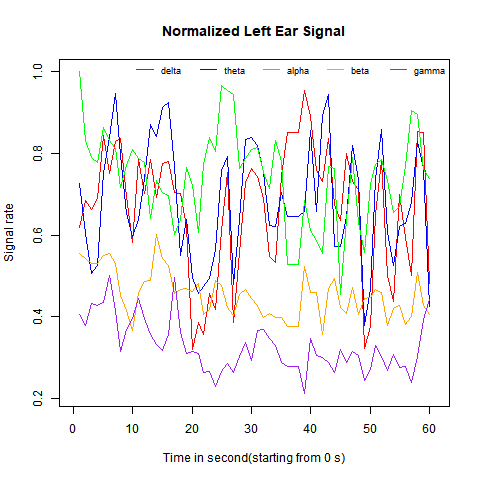 Normalized Left Ear Signal
delta theta alpha beta gamma
Signal rate
1.0
0.8
0.6
0.4
0.2
0 10 20 30 40 50 60
Time in second(starting from 0 s)